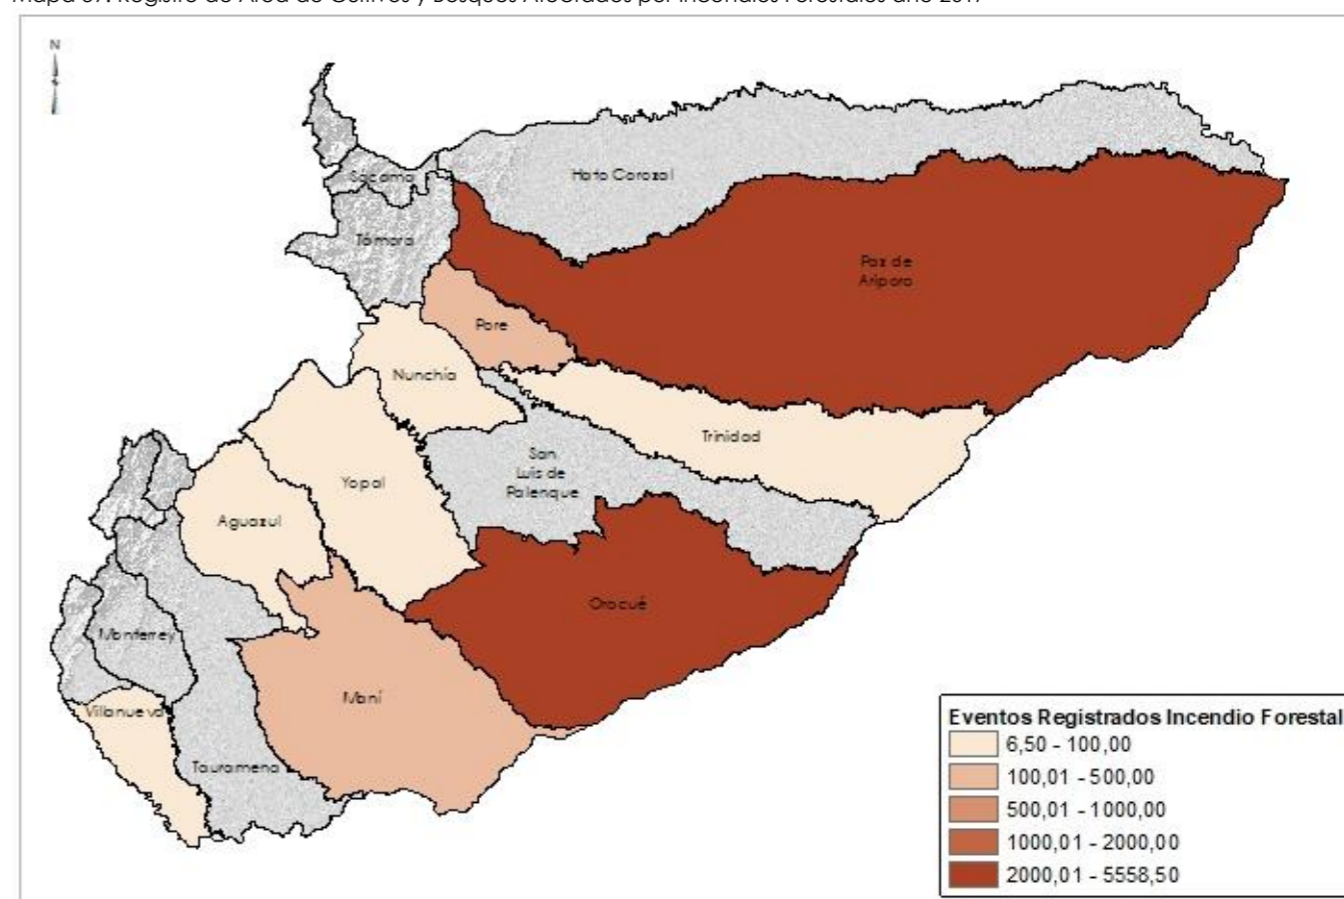 N
Sácama
Hato Corozal
Támara
Paz de
Ariporo
Pore
Nunchía
Trinidad
San
Luis de
Palenque
Yopal
Aguazul
Orocué
Monterrey
Maní
Villanueva
Tauramena
Eventos Registrados Incendio Forestal
6,50 - 100,00
100,01 - 500,00
500,01 - 1000,00
1000,01 - 2000,00
2000,01 - 5558,50